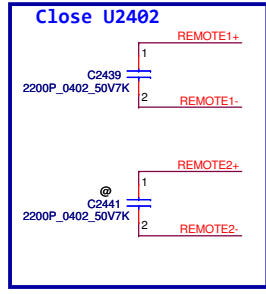 Close U2402
REMOTE1+
1
C2439
2200P_0402_50V7K
2
REMOTE1-
REMOTE2+
@
1
C2441
2200P_0402_50V7K
2
REMOTE2-